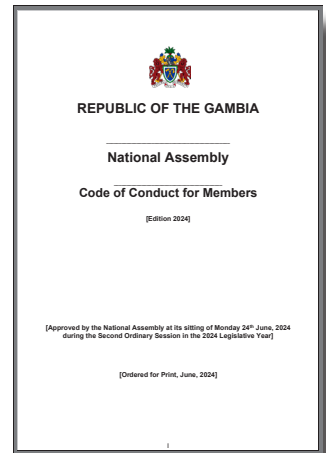 REPUBLIC OF THE GAMBIA
National Assembly
Code of Conduct for Members
[Edition 2024]
[Approved by the National Assembly at its sitting of Monday 24th June, 2024
during the Second Ordinary Session in the 2024 Legislative Year]
[Ordered for Print, June, 2024]
I